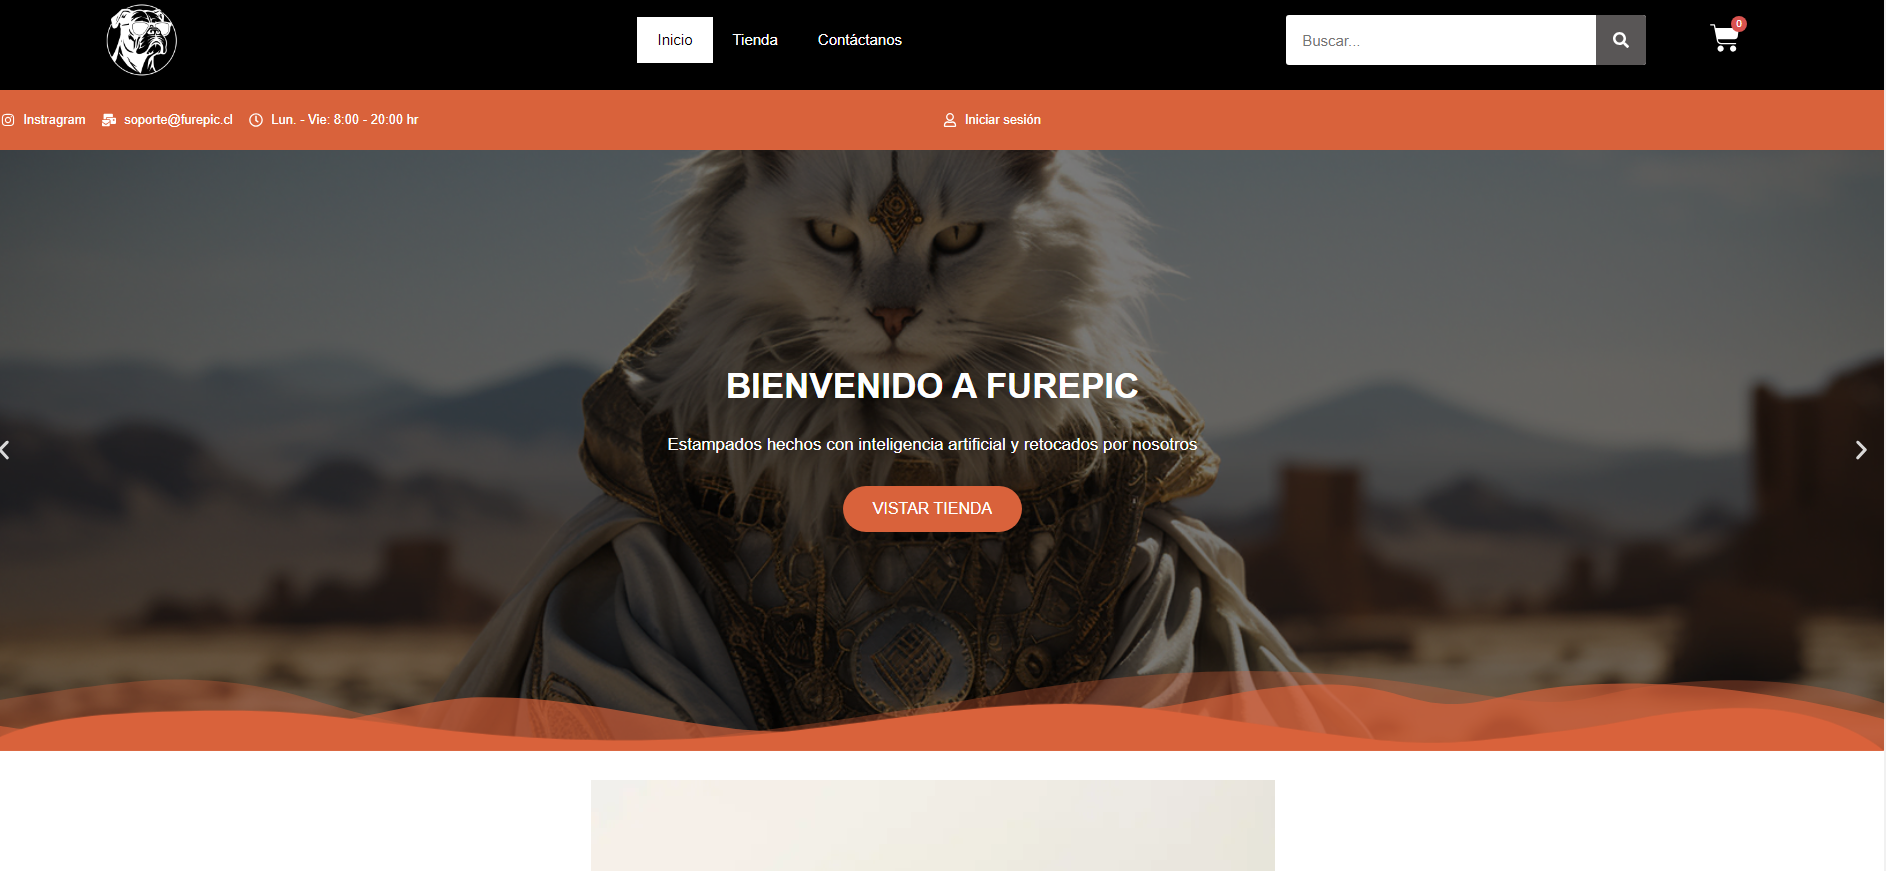 Inicio
Tienda
Contáctanos
Buscar...
0
Instragram
soporte@furepic.cl
Lun. - Vie: 8:00 - 20:00 hr
Iniciar sesión
BIENVENIDO A FUREPIC
Estampados hechos con inteligencia artificial y retocados por nosotros
VISTAR TIENDA